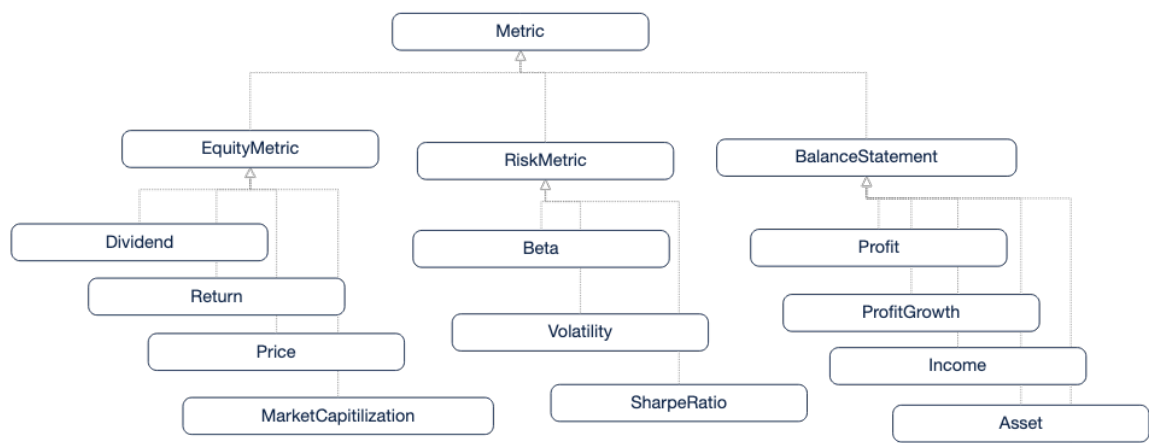 Metric
EquityMetric
RiskMetric
BalanceStatement
Dividend
Beta
Profit
Return
ProfitGrowth
Volatility
Price
Income
SharpeRatio
MarketCapitilization
Asset